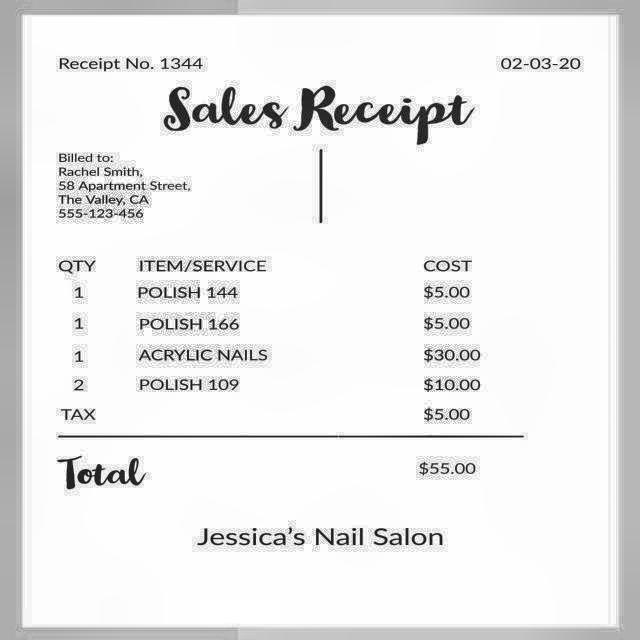 Receipt No. 1344 02-03-20
Sales Receipt
Billed to:
Rachel Smith,
58 Apartment Street,
The Valley, CA
555-123-456
QTY ITEM/SERVICE COST
1 POLISH 144 $5.00
1 POLISH 166 $5.00
1 ACRYLIC NAILS $30.00
2 POLISH 109 $10.00
TAX $5.00
Total $55.00
Jessica's Nail Salon